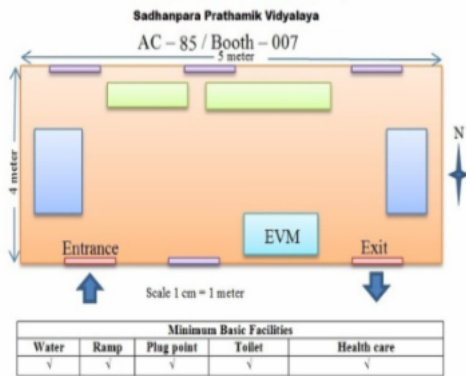 Sadhanpara Prathamik Vidyalaya
AC – 85 / Booth – 007
5 meter
4 meter
N
EVM
Entrance
Exit
Scale 1 cm = 1 meter
Minimum Basic Facilities
Water Ramp Plug point Toilet Health care
√ √ √ √ √